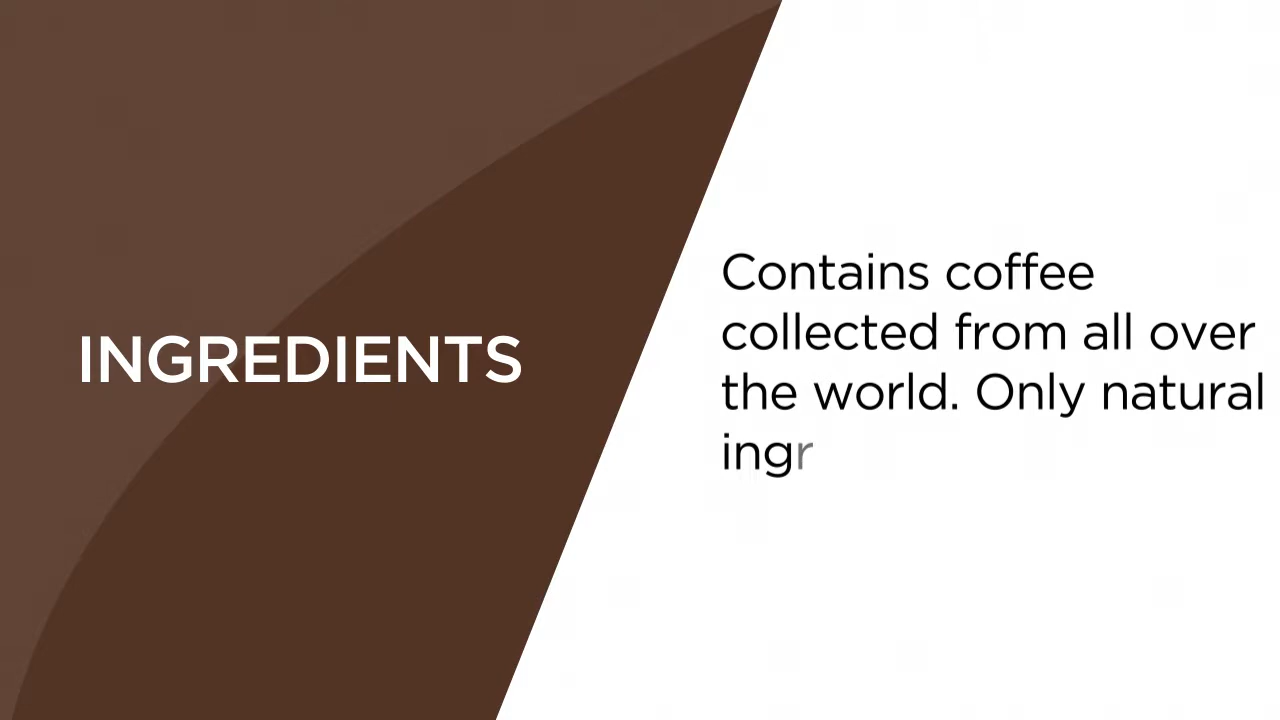 INGREDIENTS
Contains coffee
collected from all over
the world. Only natural
ingr